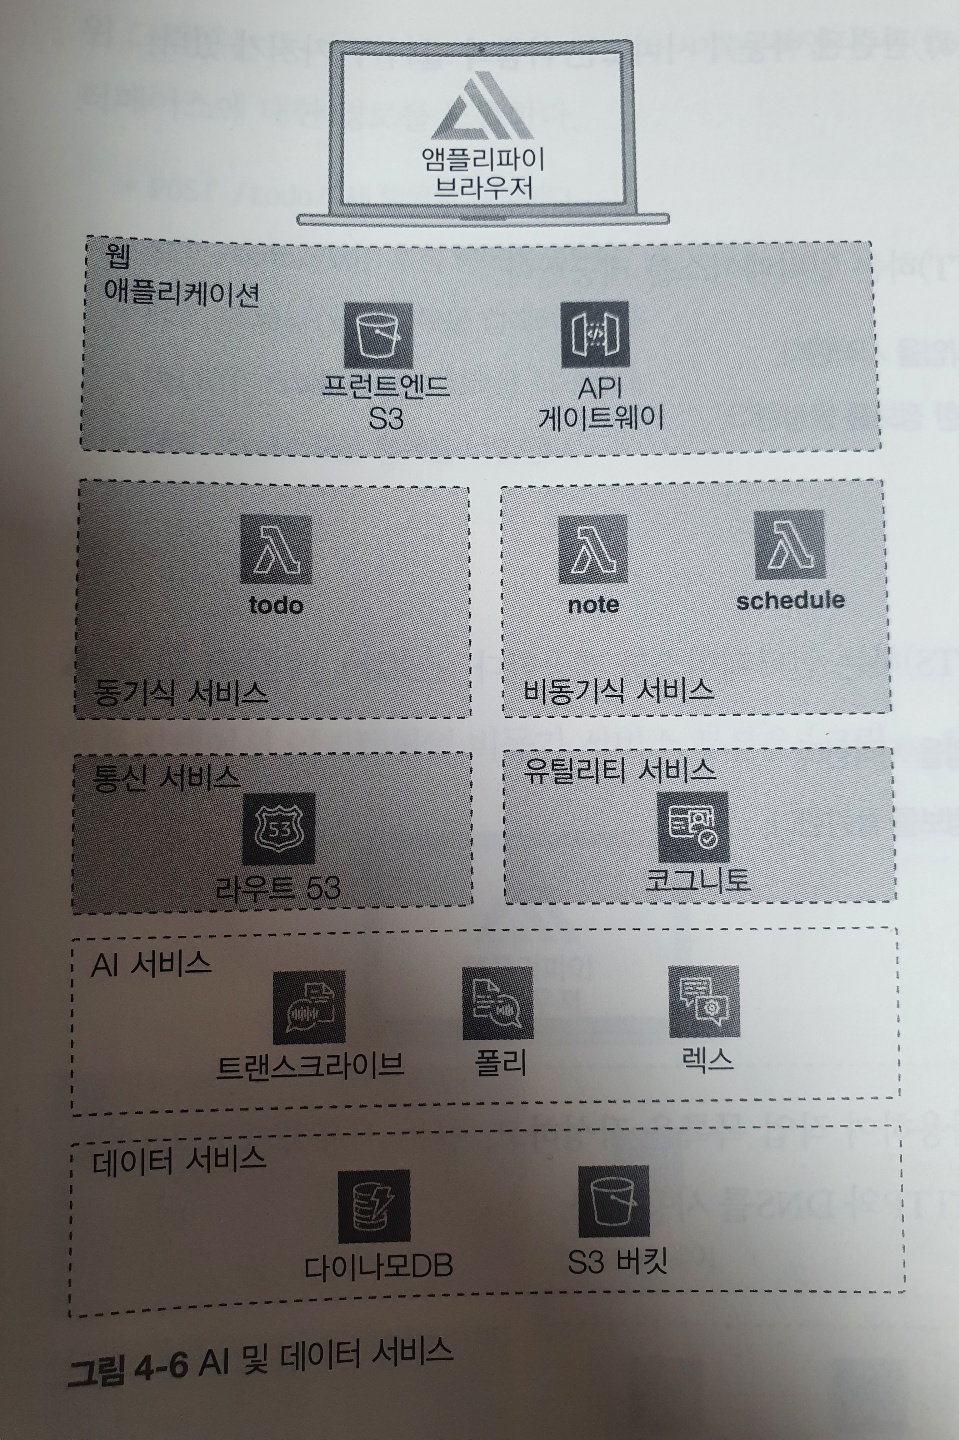 앰플리파이
브라우저
웹
애플리케이션
프런트엔드
S3
API
게이트웨이
todo
동기식 서비스
note
schedule
비동기식 서비스
통신 서비스
53
라우트 53
유틸리티 서비스
코그니토
AI 서비스
트랜스크라이브
폴리
렉스
데이터 서비스
다이나모DB
S3 버킷
그림 4-6 AI 및 데이터 서비스